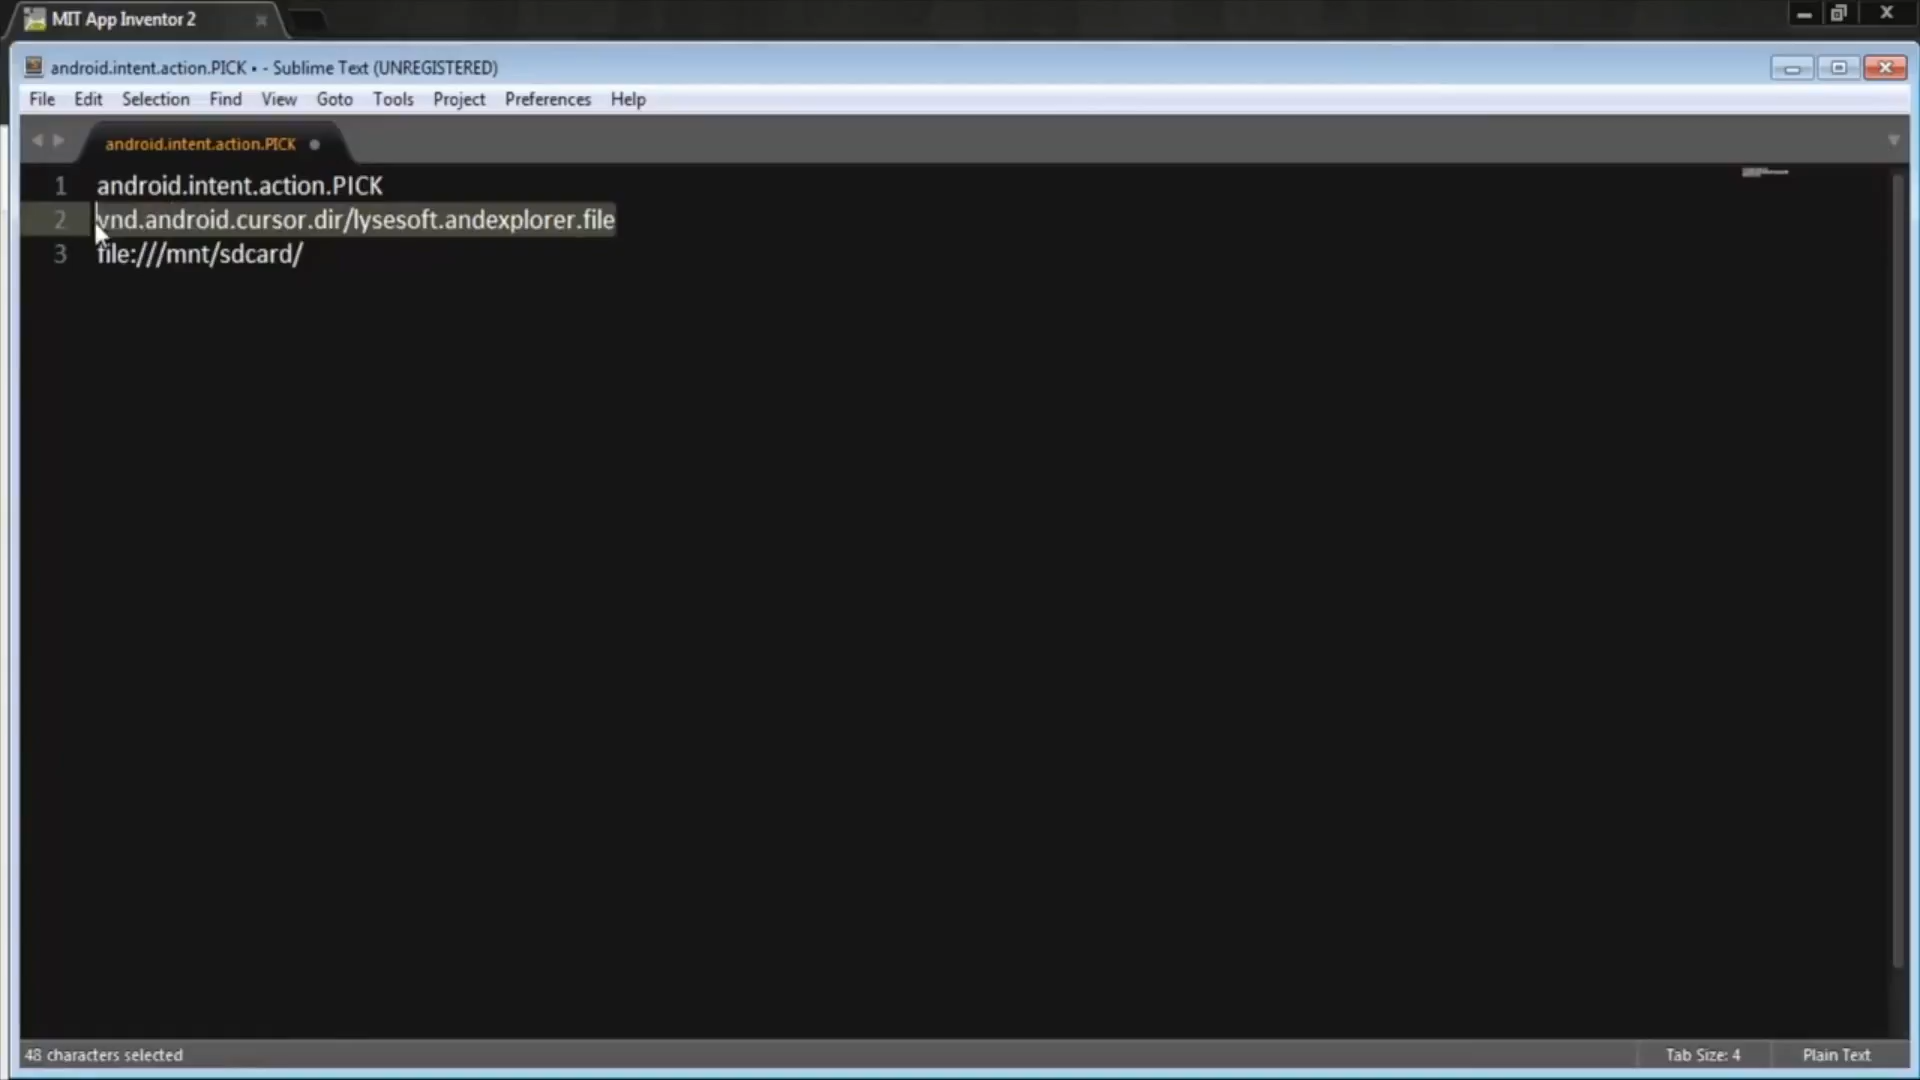 MIT App Inventor 2
android.intent.action.PICK • - Sublime Text (UNREGISTERED)
File Edit Selection Find View Goto Tools Project Preferences Help
android.intent.action.PICK
1 android.intent.action.PICK
2 vnd.android.cursor.dir/lysesoft.andexplorer.file
3 file:///mnt/sdcard/
48 characters selected Tab Size: 4 Plain Text